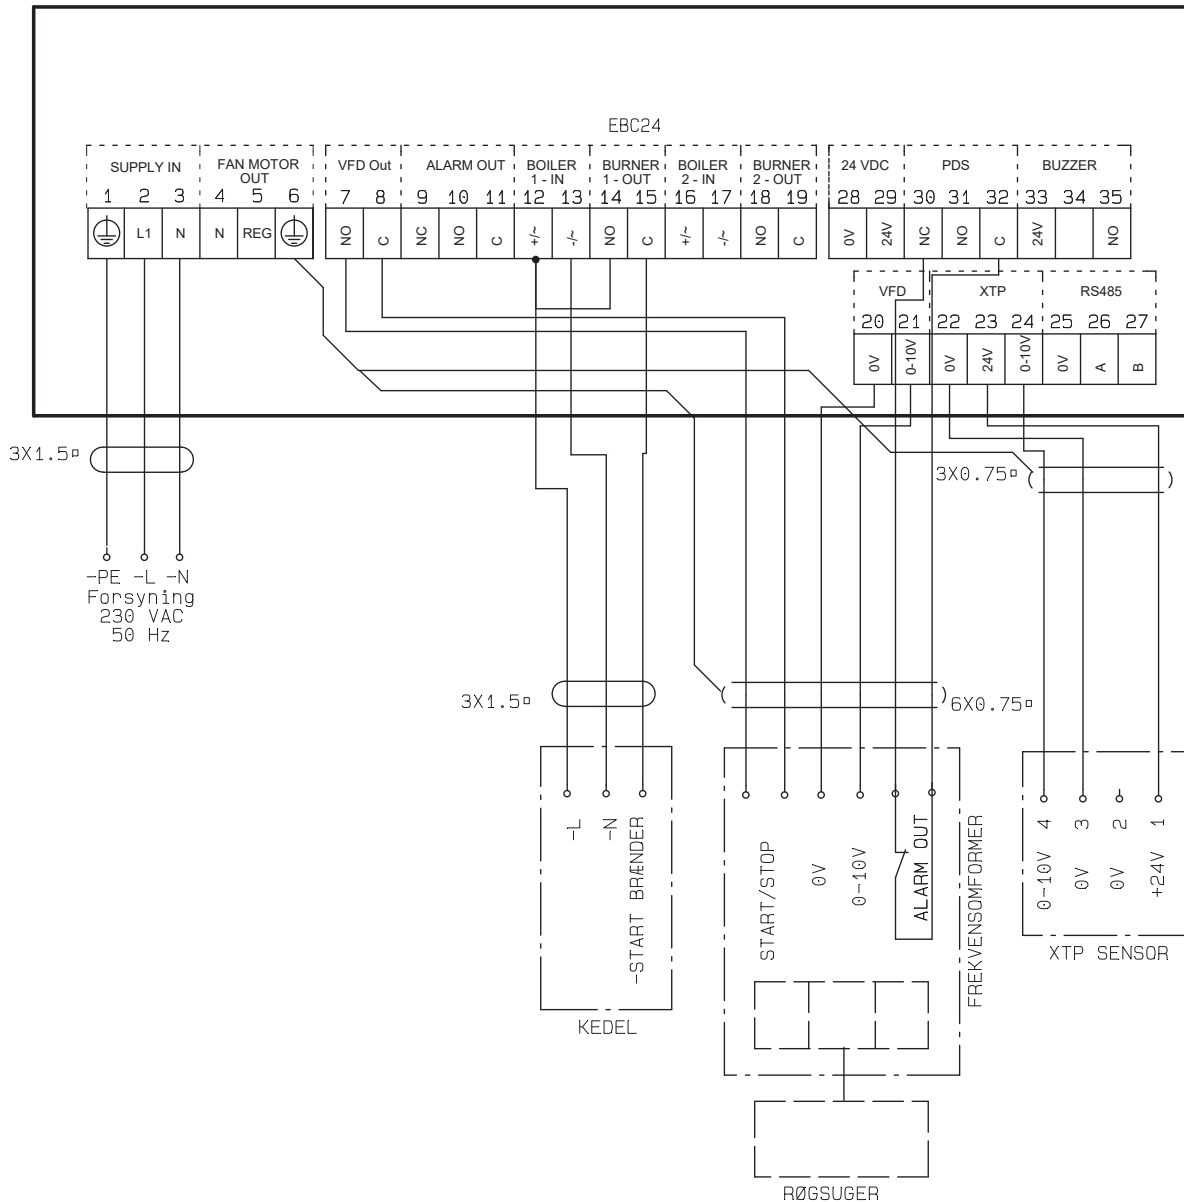 EBC24
SUPPLY IN
FAN MOTOR
OUT
VFD Out
ALARM OUT
BOILER
1 - IN
BURNER
1 - OUT
BOILER
2 - IN
BURNER
2 - OUT
24 VDC
PDS
BUZZER
1 2 3 4 5 6 7 8 9 10 11 12 13 14 15 16 17 18 19 28 29 30 31 32 33 34 35
L1 N N REG NO C NC NO C +/~ -/~ NO C +/~ -/~ NO C 0V 24V NC NO C 24V NO
VFD
XTP
RS485
20 21 22 23 24 25 26 27
0V 0-10V 0V 24V 0-10V 0V A B
3X1.5▫
3X0.75▫
-PE -L -N
Forsyning
230 VAC
50 Hz
3X1.5▫
6X0.75▫
-L
-N
-START BRÆNDER
KEDEL
START/STOP
0V
0-10V
ALARM OUT
FREKVENSOMFORMER
4 3 2 1
0-10V 0V 0V +24V
XTP SENSOR
RØGSUGER